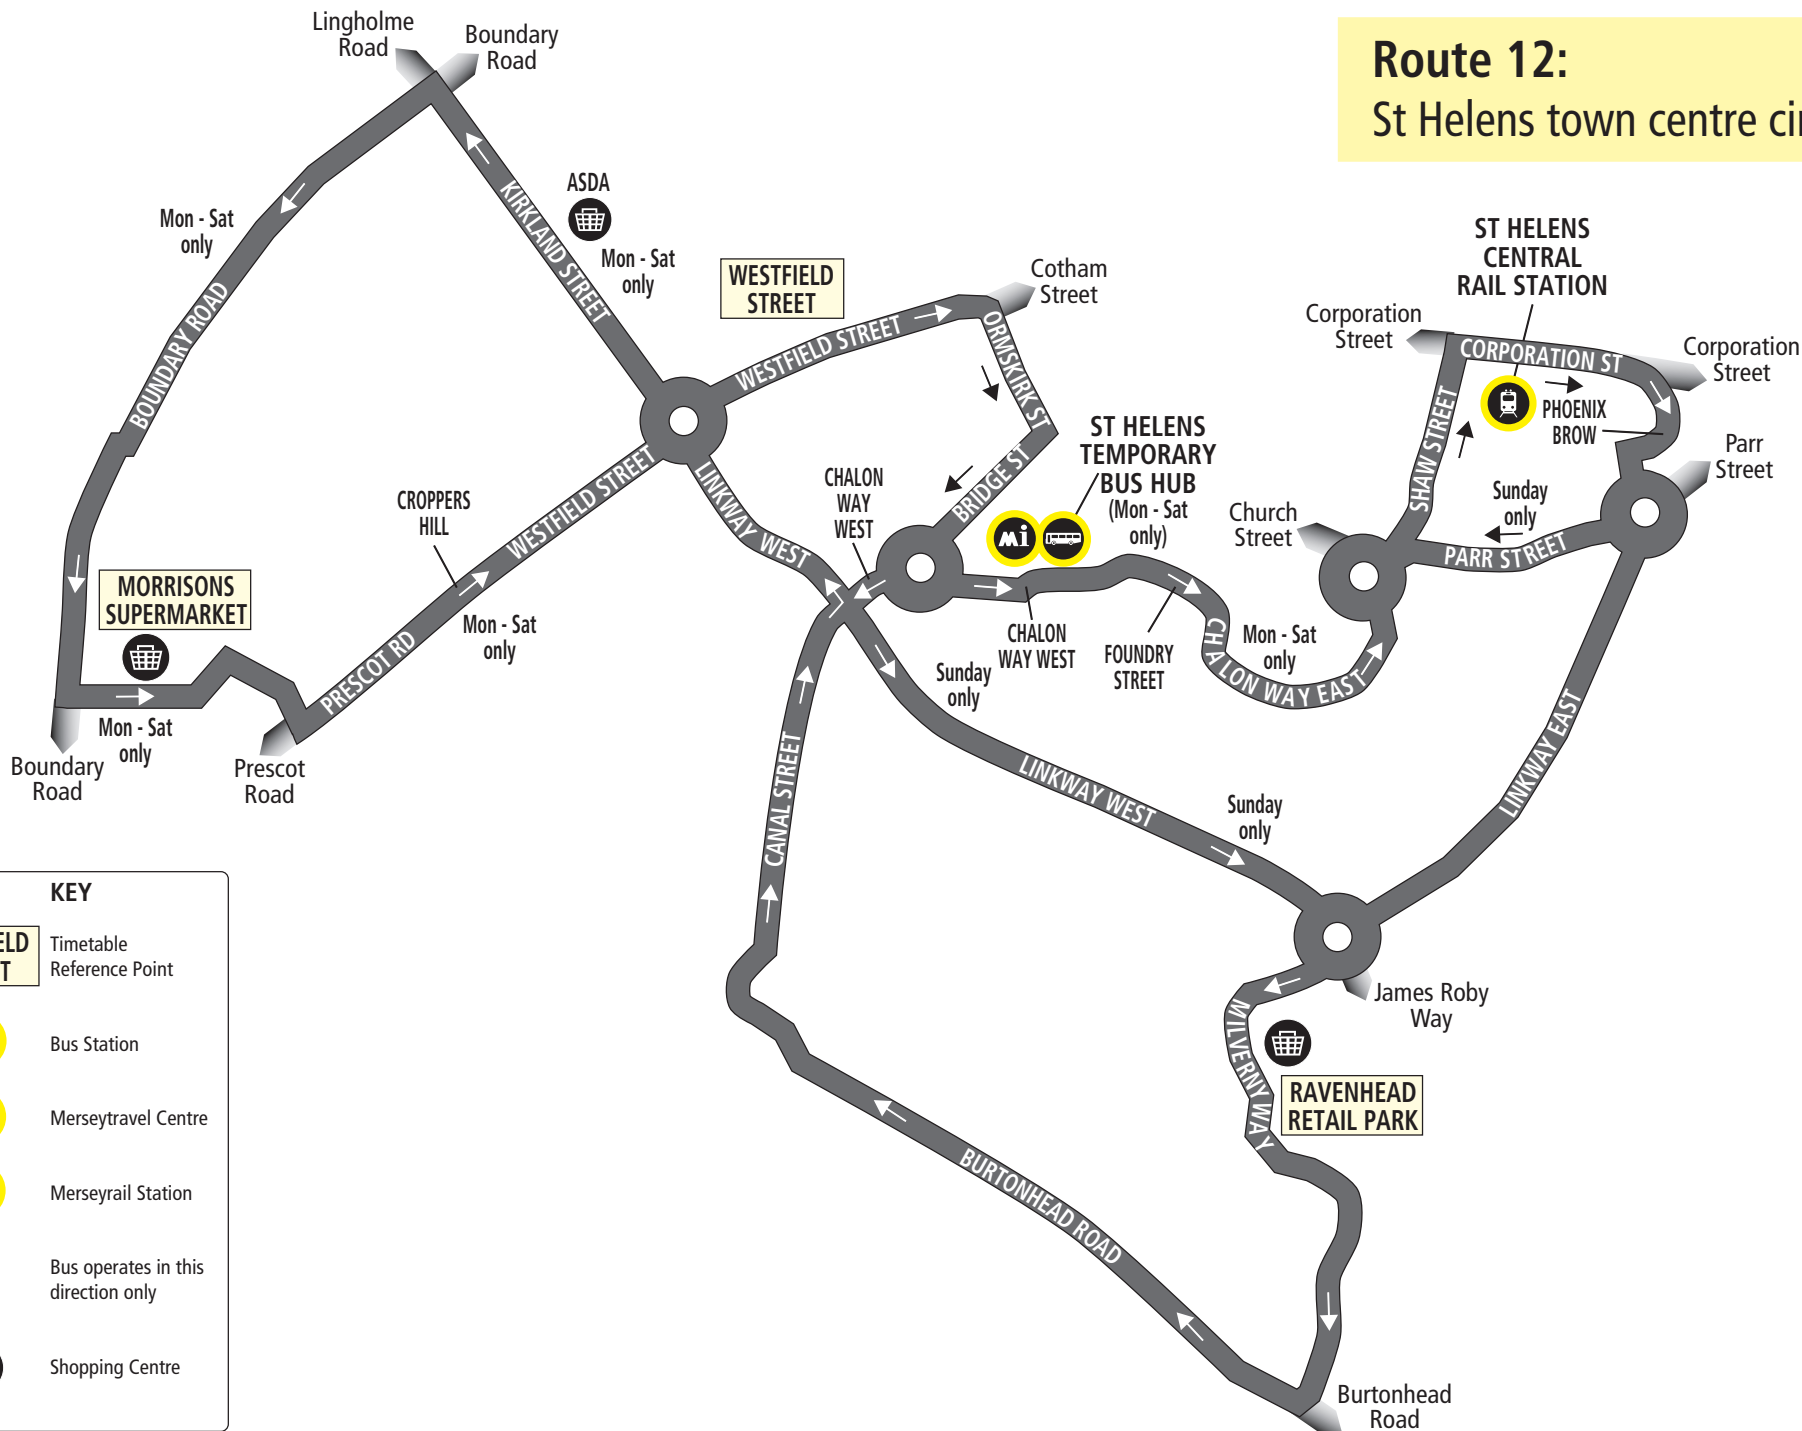 Route 12:
St Helens town centre cir
Lingholme
Road
Boundary
Road
Mon - Sat
only
KIRKLAND STREET
ASDA
Mon - Sat
only
BOUNDARY ROAD
WESTFIELD
STREET
WESTFIELD STREET
Cotham
Street
ORMSKIRK ST
BRIDGE ST
ST HELENS
CENTRAL
RAIL STATION
Corporation
Street
CORPORATION ST
Corporation
Street
SHAW STREET
PHOENIX
BROW
Parr
Street
Sunday
only
PARR STREET
Church
Street
ST HELENS
TEMPORARY
BUS HUB
(Mon - Sat
only)
mi
CHALON
WAY
WEST
LINKWAY WEST
WESTFIELD STREET
CROPPERS
HILL
Mon - Sat
only
PRESCOT RD
MORRISONS
SUPERMARKET
Mon - Sat
only
Boundary
Road
Prescot
Road
CHALON
WAY WEST
FOUNDRY
STREET
CHALON WAY EAST
Mon - Sat
only
Sunday
only
LINKWAY WEST
Sunday
only
LINKWAY EAST
CANAL STREET
James Roby
Way
MILVERNY WAY
RAVENHEAD
RETAIL PARK
BURTONHEAD ROAD
Burtonhead
Road
KEY
ELD
T
Timetable
Reference Point
Bus Station
Merseytravel Centre
Merseyrail Station
Bus operates in this
direction only
Shopping Centre